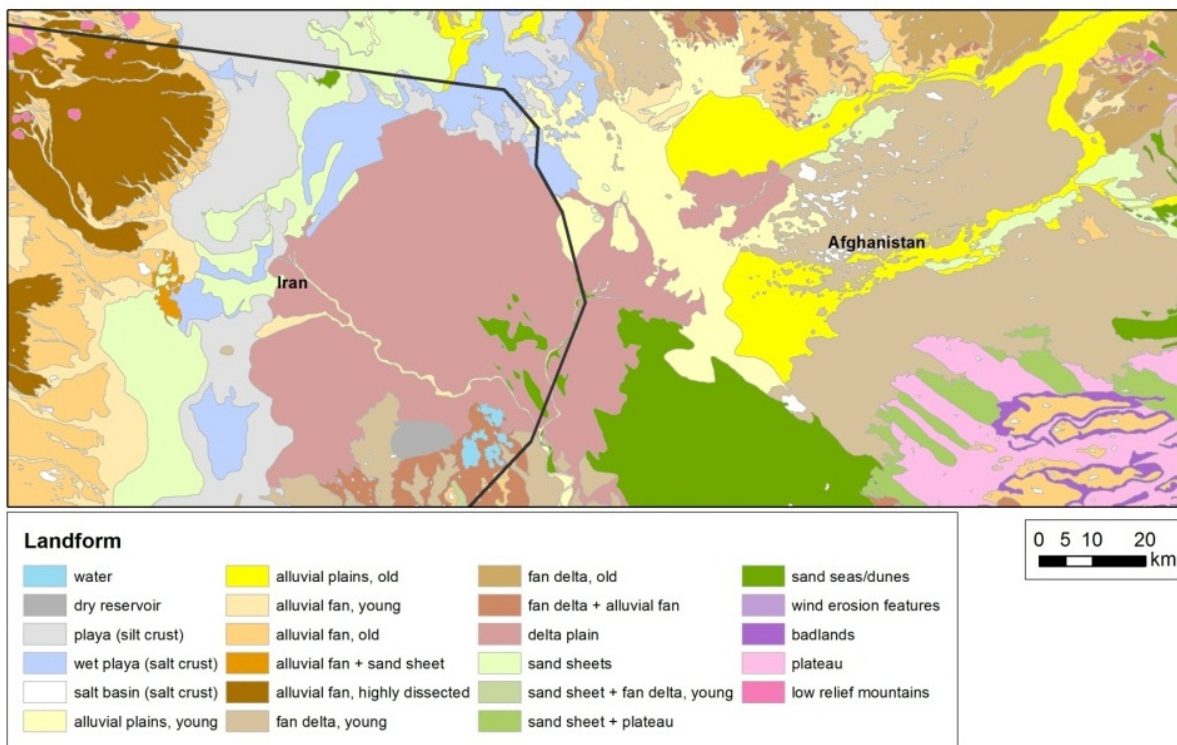 Afghanistan
Iran
Landform
water
dry reservoir
playa (silt crust)
wet playa (salt crust)
salt basin (salt crust)
alluvial plains, young
alluvial plains, old
alluvial fan, young
alluvial fan, old
alluvial fan + sand sheet
alluvial fan, highly dissected
fan delta, young
fan delta, old
fan delta + alluvial fan
delta plain
sand sheets
sand sheet + fan delta, young
sand sheet + plateau
sand seas/dunes
wind erosion features
badlands
plateau
low relief mountains
0 5 10 20
km